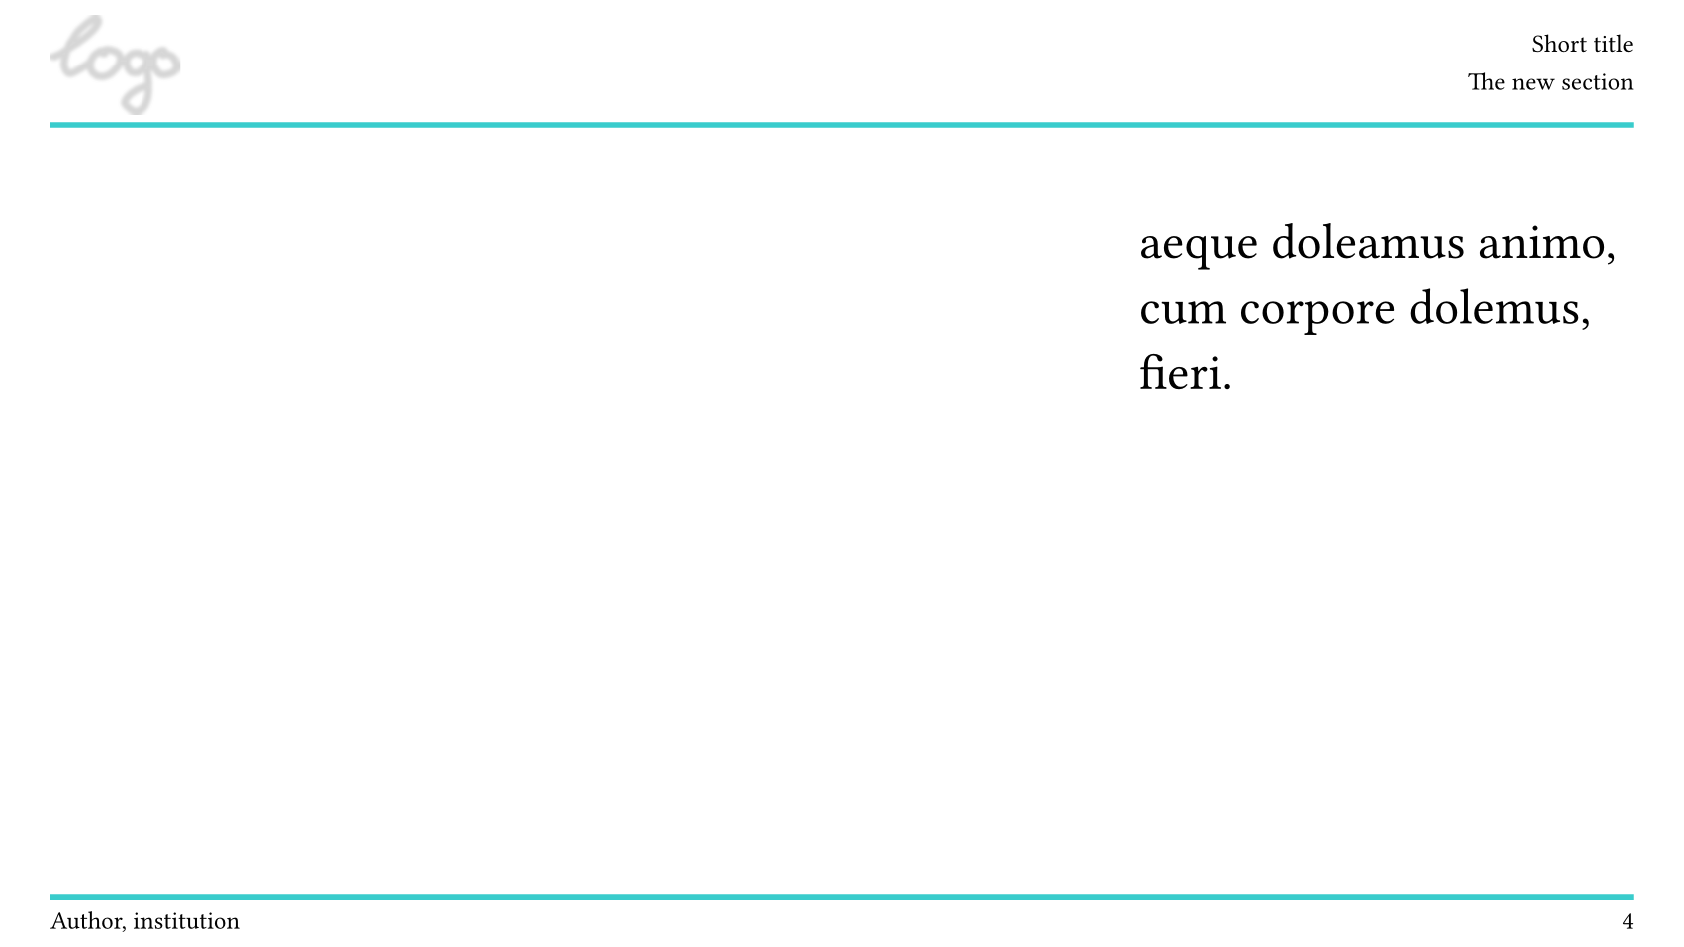 logo
Short title
The new section
aeque doleamus animo,
cum corpore dolemus,
fieri.
Author, institution
4